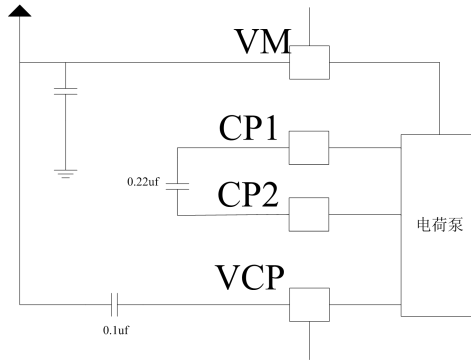 VM
CP1
0.22uf
CP2
电荷泵
VCP
0.1uf